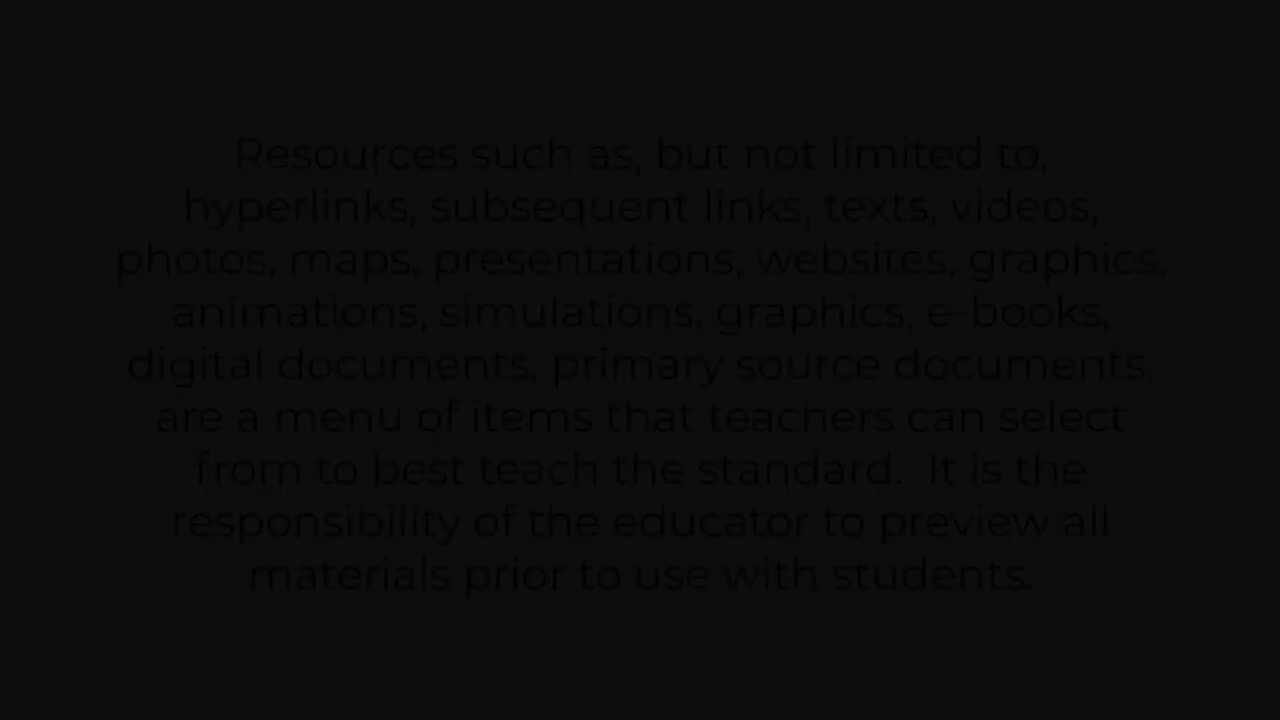 Resources such as, but not limited to,
hyperlinks, subsequent links, texts, videos,
photos, maps, presentations, websites, graphics,
animations, simulations, graphics, e-books,
digital documents, primary source documents,
are a menu of items that teachers can select
from to best teach the standard.  It is the
responsibility of the educator to preview all
materials prior to use with students.